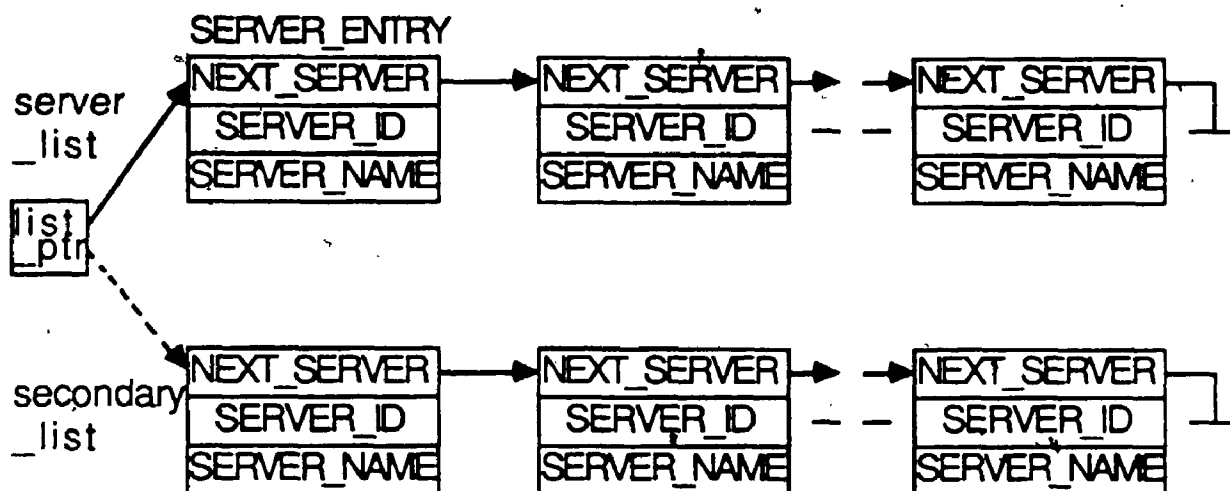 SERVER_ENTRY
NEXT_SERVER NEXT_SERVER NEXT_SERVER
server
_list
SERVER_ID SERVER_ID SERVER_ID
SERVER_NAME SERVER_NAME SERVER_NAME
list
_ptr
NEXT_SERVER NEXT_SERVER NEXT_SERVER
secondary
_list
SERVER_ID SERVER_ID SERVER_ID
SERVER_NAME SERVER_NAME SERVER_NAME